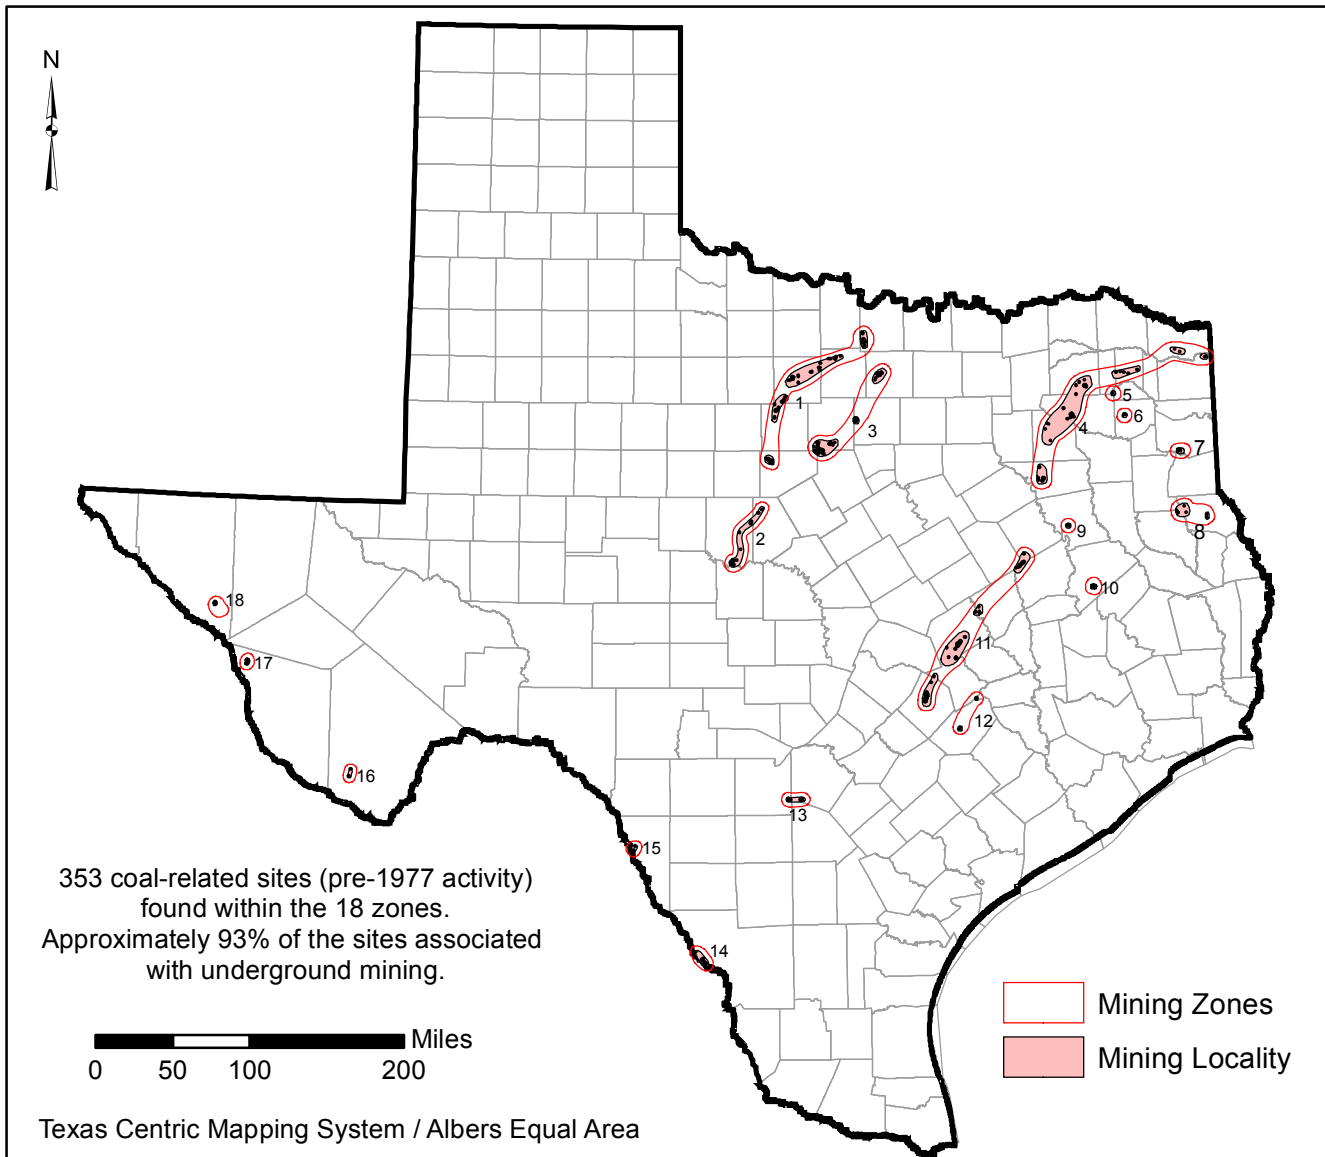 N
1
3
4
5
6
7
2
8
9
10
18
11
17
12
16
13
15
353 coal-related sites (pre-1977 activity)
found within the 18 zones.
Approximately 93% of the sites associated
with underground mining.
14
Mining Zones
Miles
0 50 100 200
Mining Locality
Texas Centric Mapping System / Albers Equal Area